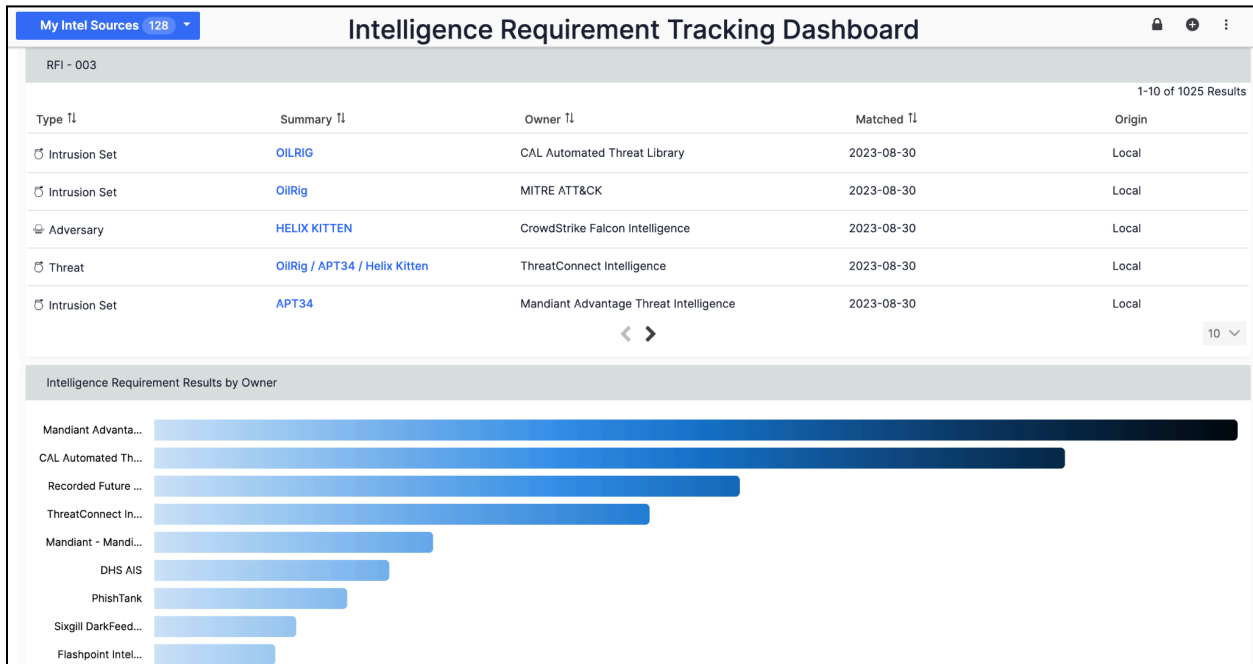 My Intel Sources 128
Intelligence Requirement Tracking Dashboard
RFI - 003
1-10 of 1025 Results
Type Summary Owner Matched Origin
Intrusion Set OILRIG CAL Automated Threat Library 2023-08-30 Local
Intrusion Set OilRig MITRE ATT&CK 2023-08-30 Local
Adversary HELIX KITTEN CrowdStrike Falcon Intelligence 2023-08-30 Local
Threat OilRig / APT34 / Helix Kitten ThreatConnect Intelligence 2023-08-30 Local
Intrusion Set APT34 Mandiant Advantage Threat Intelligence 2023-08-30 Local
10
Intelligence Requirement Results by Owner
Mandiant Advanta...
CAL Automated Th...
Recorded Future ...
ThreatConnect In...
Mandiant - Mandi...
DHS AIS
PhishTank
Sixgill DarkFeed...
Flashpoint Intel...